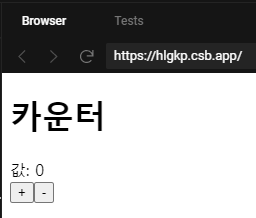 Browser Tests
https://hlgkp.csb.app/
카운터
값: 0
+ -